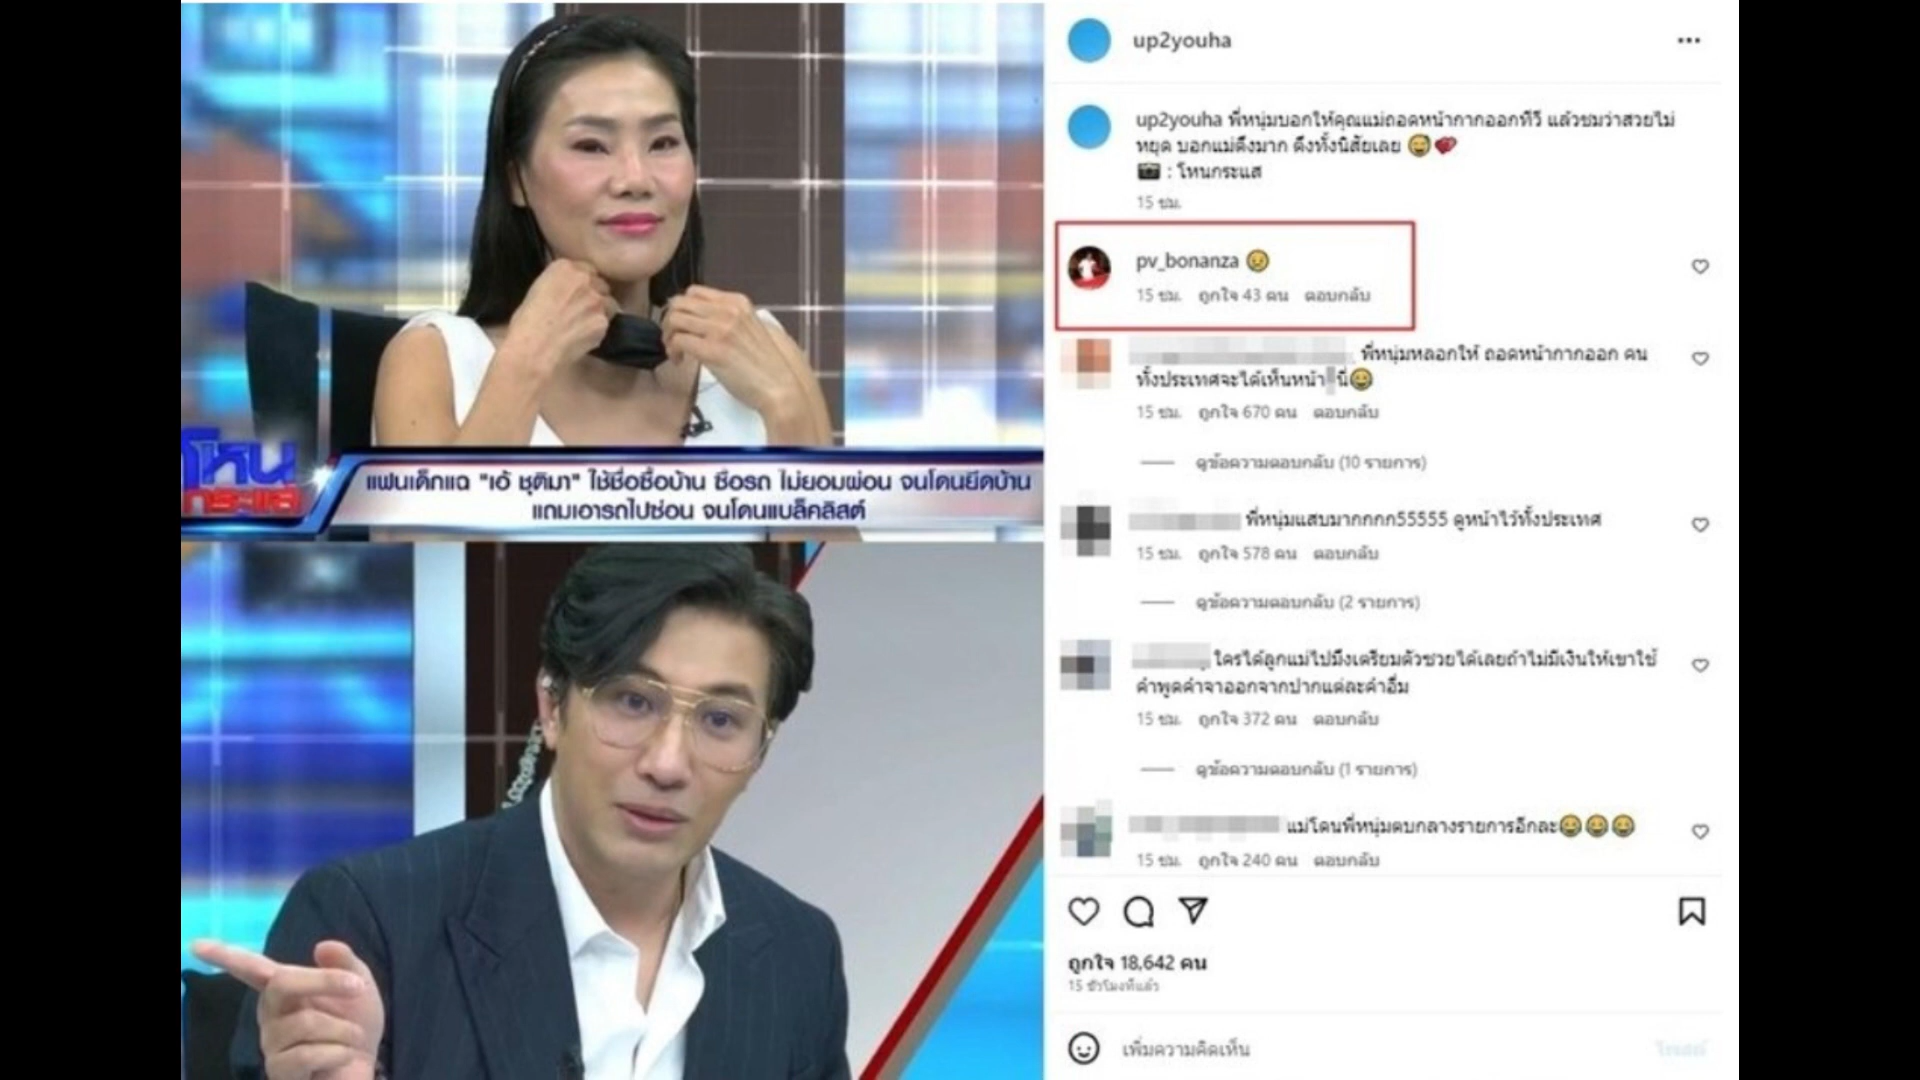 โหน
กระแส
แฟนเด็กแฉ "เอ้ ชุติมา" ใช้ชื่อซื้อบ้าน ซื้อรถ ไม่ยอมผ่อน จนโดนยึดบ้าน
แถมเอารถไปซ่อน จนโดนแบล็คลิสต์
up2youha
up2youha พี่หนุ่มบอกให้คุณแม่ถอดหน้ากากออกทีวี แล้วชมว่าสวยไม่
หยุด บอกแม่ตึงมาก ตึงทั้งนิสัยเลย 😅💕
📷 : โหนกระแส
15 ชม.
pv_bonanza 😢
15 ชม. ถูกใจ 43 คน ตอบกลับ
พี่หนุ่มหลอกให้ ถอดหน้ากากออก คน
ทั้งประเทศจะได้เห็นหน้า นี่😂
15 ชม. ถูกใจ 670 คน ตอบกลับ
ดูข้อความตอบกลับ (10 รายการ)
พี่หนุ่มแสบมากกกก55555 ดูหน้าไว้ทั้งประเทศ
15 ชม. ถูกใจ 578 คน ตอบกลับ
ดูข้อความตอบกลับ (2 รายการ)
ใครได้ลูกแม่ไปมึงเตรียมตัวซวยได้เลยถ้าไม่มีเงินให้เขาใช้
คำพูดคำจาออกจากปากแต่ละคำอื่ม
15 ชม. ถูกใจ 372 คน ตอบกลับ
ดูข้อความตอบกลับ (1 รายการ)
แม่โดนพี่หนุ่มตบกลางรายการอีกละ😂😂😂
15 ชม. ถูกใจ 240 คน ตอบกลับ
ถูกใจ 18,642 คน
15 ชั่วโมงที่แล้ว
เพิ่มความคิดเห็น
โพสต์